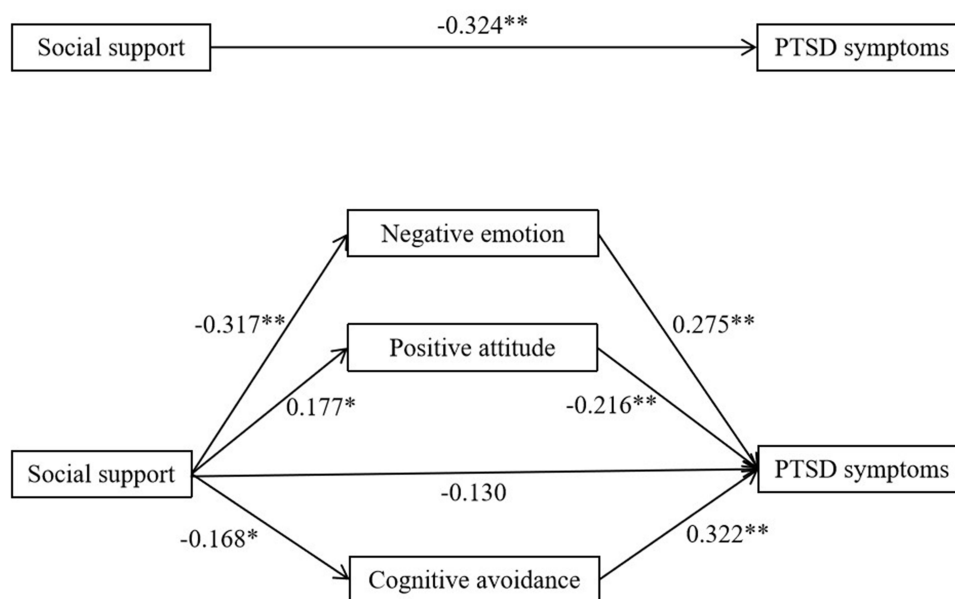 -0.324**
Social support
PTSD symptoms
Negative emotion
-0.317**
0.275**
Positive attitude
0.177*
-0.216**
Social support
PTSD symptoms
-0.130
-0.168*
0.322**
Cognitive avoidance